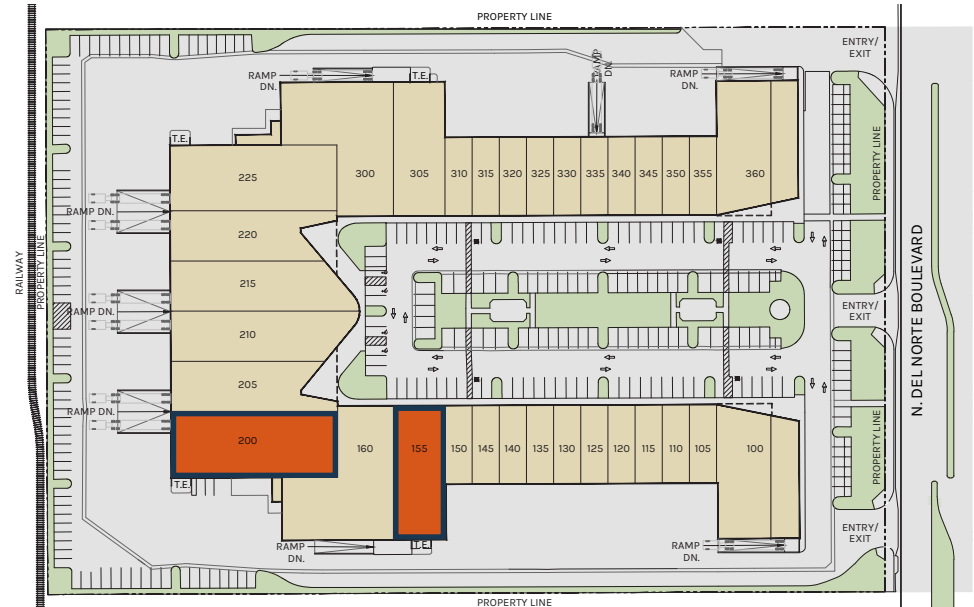 PROPERTY LINE
ENTRY/
EXIT
RAMP
DN.
T.E.
RAMP
DN.
RAMP
DN.
T.E.
225
300
305
310
315
320
325
330
335
340
345
350
355
360
PROPERTY LINE
RAMP DN.
220
RAILWAY
PROPERTY LINE
215
210
RAMP DN.
ENTRY/
EXIT
N. DEL NORTE BOULEVARD
205
RAMP DN.
200
160
155
150
145
140
135
130
125
120
115
110
105
100
PROPERTY LINE
T.E.
RAMP
DN.
T.E.
RAMP
DN.
ENTRY/
EXIT
PROPERTY LINE